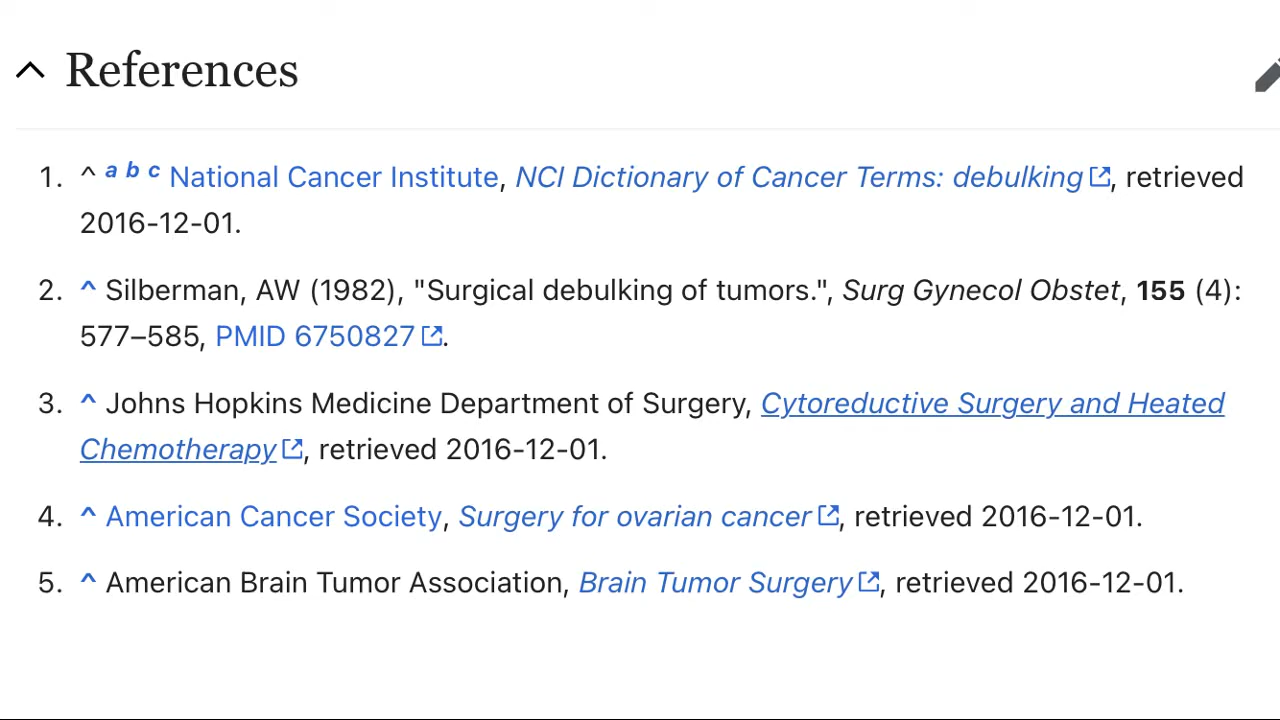 References
1. ^ a b c National Cancer Institute, NCI Dictionary of Cancer Terms: debulking, retrieved
2016-12-01.
2. ^ Silberman, AW (1982), "Surgical debulking of tumors.", Surg Gynecol Obstet, 155 (4):
577–585, PMID 6750827.
3. ^ Johns Hopkins Medicine Department of Surgery, Cytoreductive Surgery and Heated
Chemotherapy, retrieved 2016-12-01.
4. ^ American Cancer Society, Surgery for ovarian cancer, retrieved 2016-12-01.
5. ^ American Brain Tumor Association, Brain Tumor Surgery, retrieved 2016-12-01.